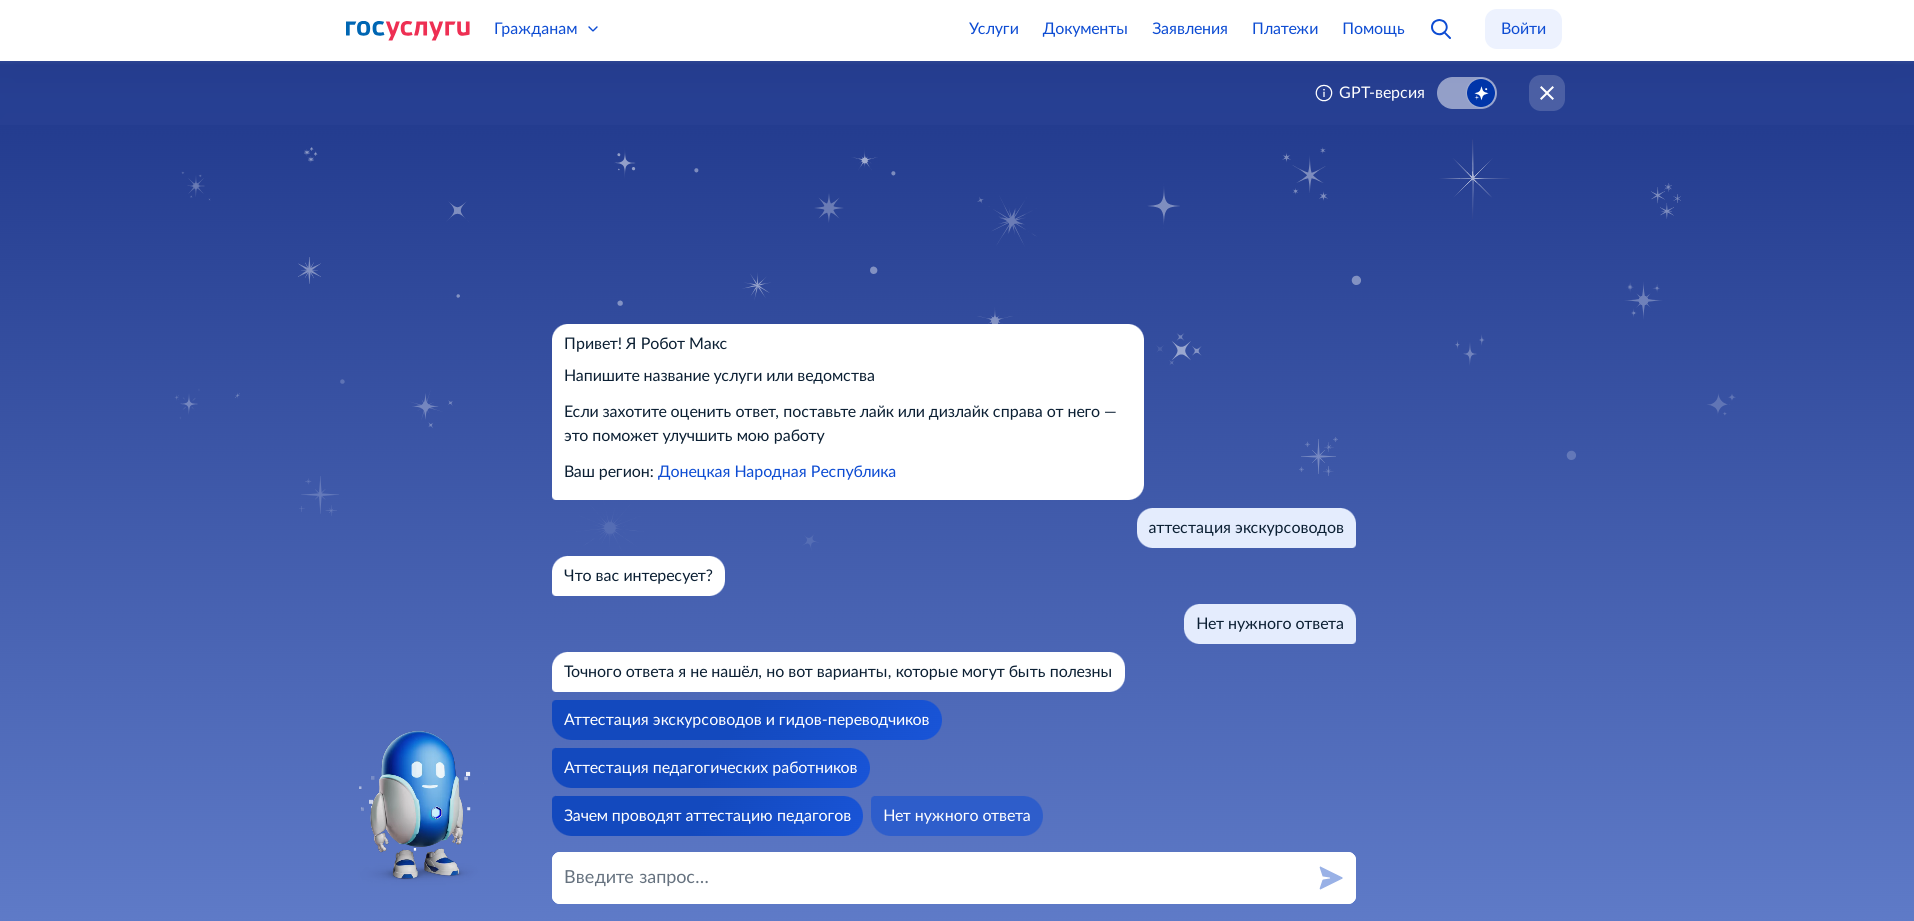 госуслуги Гражданам Услуги Документы Заявления Платежи Помощь Войти
GPT-версия
Привет! Я Робот Макс
Напишите название услуги или ведомства
Если захотите оценить ответ, поставьте лайк или дизлайк справа от него —
это поможет улучшить мою работу
Ваш регион: Донецкая Народная Республика
аттестация экскурсоводов
Что вас интересует?
Нет нужного ответа
Точного ответа я не нашёл, но вот варианты, которые могут быть полезны
Аттестация экскурсоводов и гидов-переводчиков
Аттестация педагогических работников
Зачем проводят аттестацию педагогов Нет нужного ответа
Введите запрос...